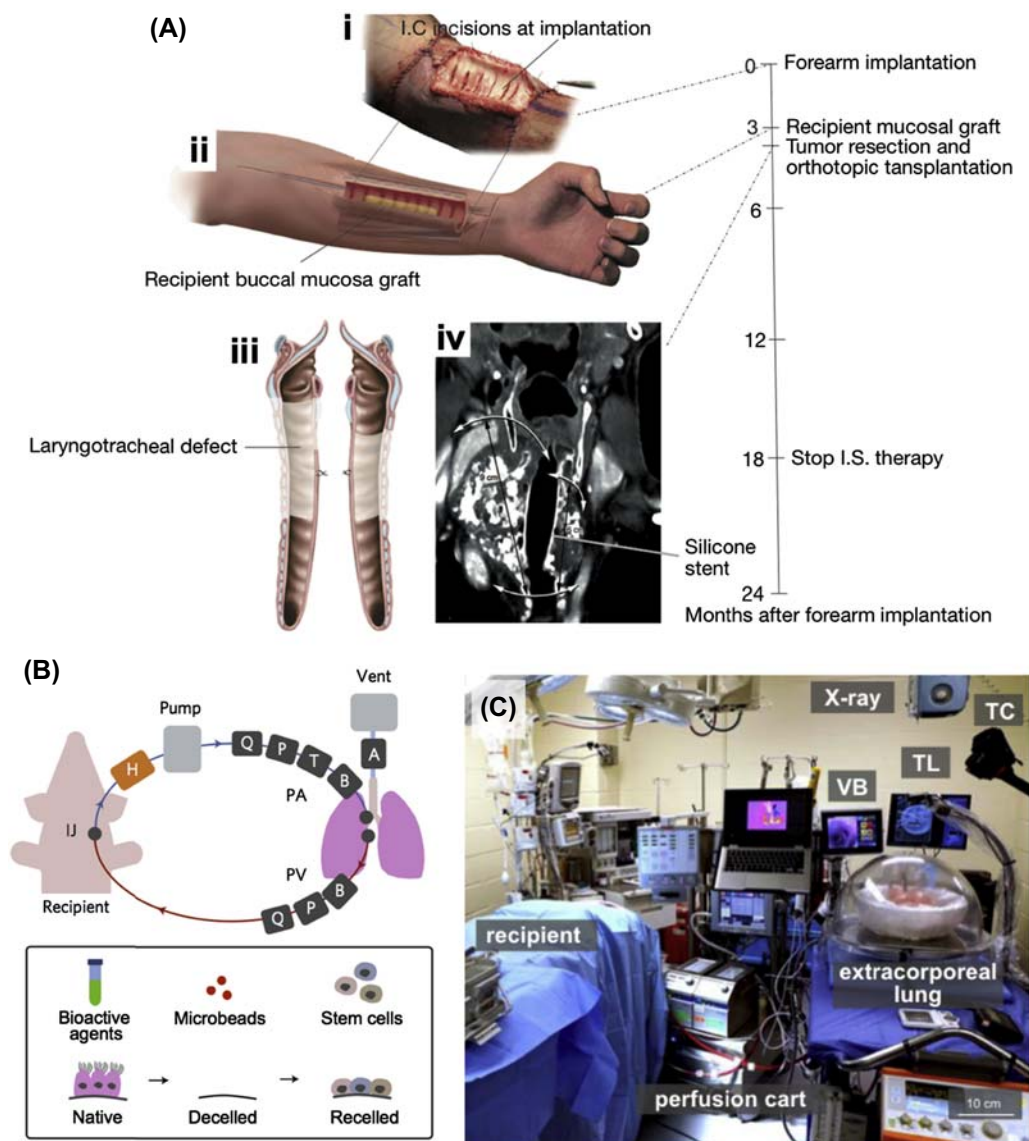 (A)
i
I.C incisions at implantation
ii
Recipient buccal mucosa graft
0
Forearm implantation
3
Recipient mucosal graft
Tumor resection and
orthotopic tansplantation
6
12
18
Stop I.S. therapy
24
Months after forearm implantation
iii
Laryngotracheal defect
iv
9 cm
Silicone
stent
(B)
Vent
Pump
A
H
Q
P
T
B
PA
IJ
PV
B
P
Q
Recipient
Bioactive
agents
Microbeads
Stem cells
Native
Decelled
Recelled
(C)
X-ray
TC
TL
VB
recipient
extracorporeal
lung
perfusion cart
10 cm